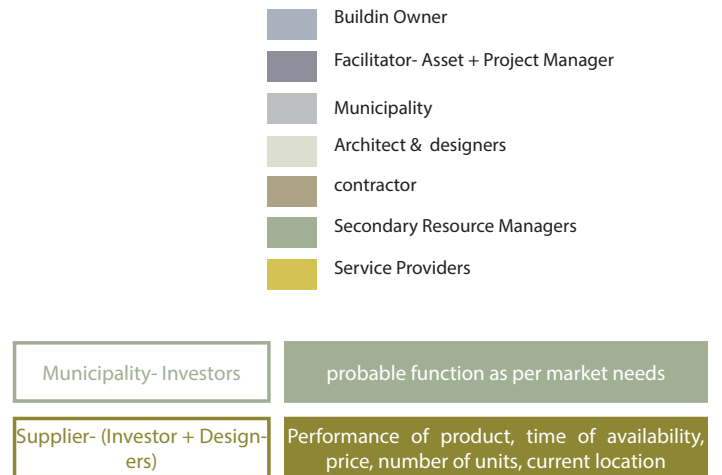 Buildin Owner
Facilitator- Asset + Project Manager
Municipality
Architect & designers
contractor
Secondary Resource Managers
Service Providers
Municipality- Investors
probable function as per market needs
Supplier- (Investor + Design-
ers)
Performance of product, time of availability,
price, number of units, current location